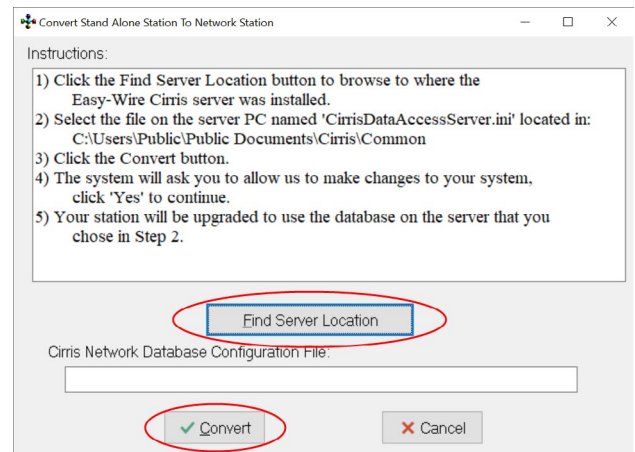 Convert Stand Alone Station To Network Station
Instructions:
1) Click the Find Server Location button to browse to where the
Easy-Wire Cirris server was installed.
2) Select the file on the server PC named 'CirrisDataAccessServer.ini' located in:
C:\Users\Public\Public Documents\Cirris\Common
3) Click the Convert button.
4) The system will ask you to allow us to make changes to your system,
click 'Yes' to continue.
5) Your station will be upgraded to use the database on the server that you
chose in Step 2.
Find Server Location
Cirris Network Database Configuration File:
Convert Cancel